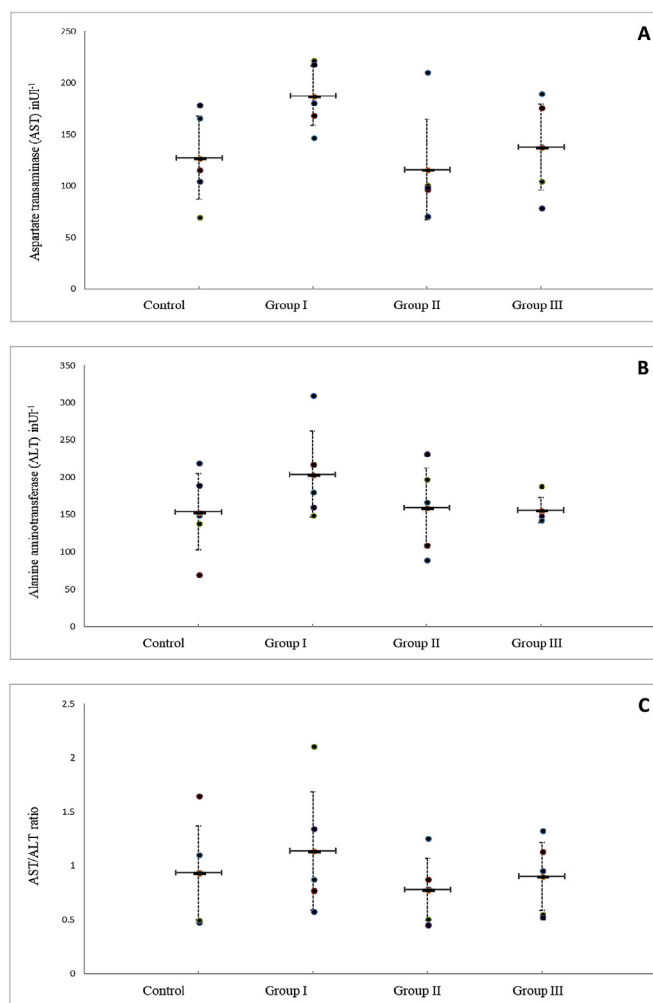 A
Aspartate transaminase (AST) inUl-1
250
200
150
100
50
0
Control Group I Group II Group III
B
Alanine aminotransferase (ALT) inUl-1
350
300
250
200
150
100
50
0
Control Group I Group II Group III
C
AST/ALT ratio
2.5
2
1.5
1
0.5
0
Control Group I Group II Group III